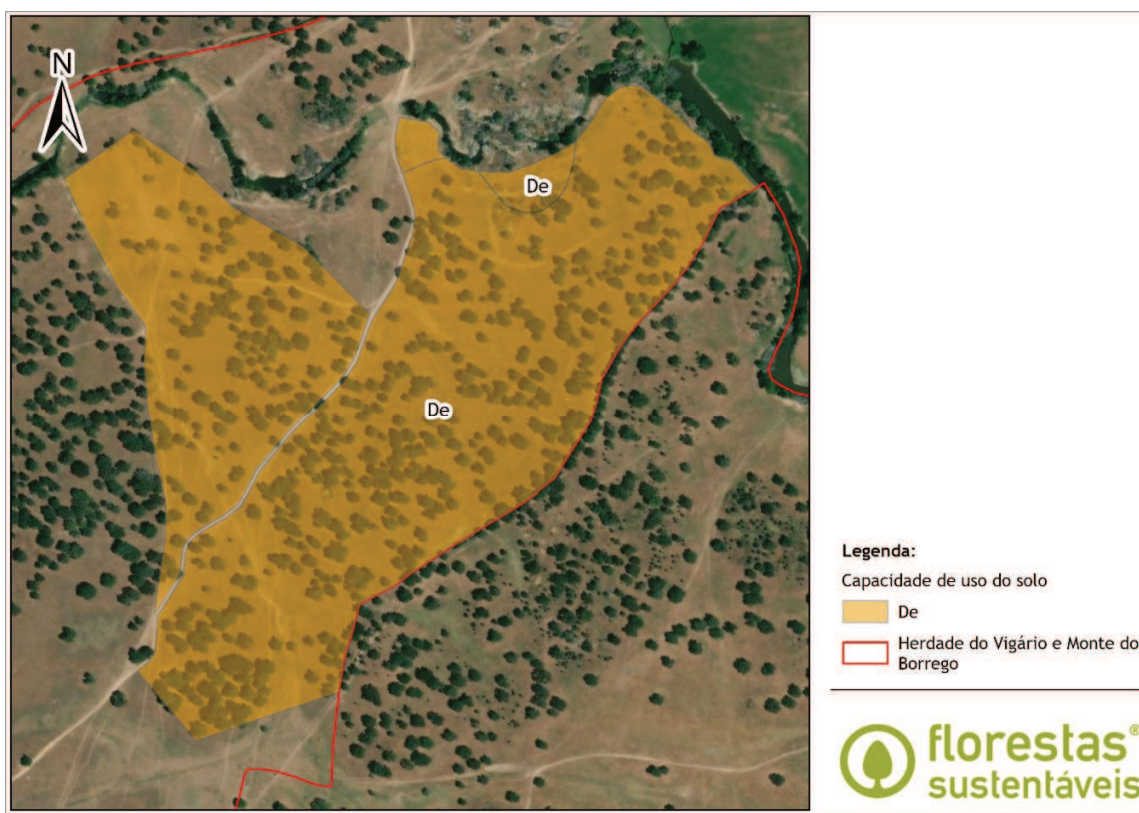 N
De
De
Legenda:
Capacidade de uso do solo
De
Herdade do Vigário e Monte do
Borrego
florestas®
sustentáveis